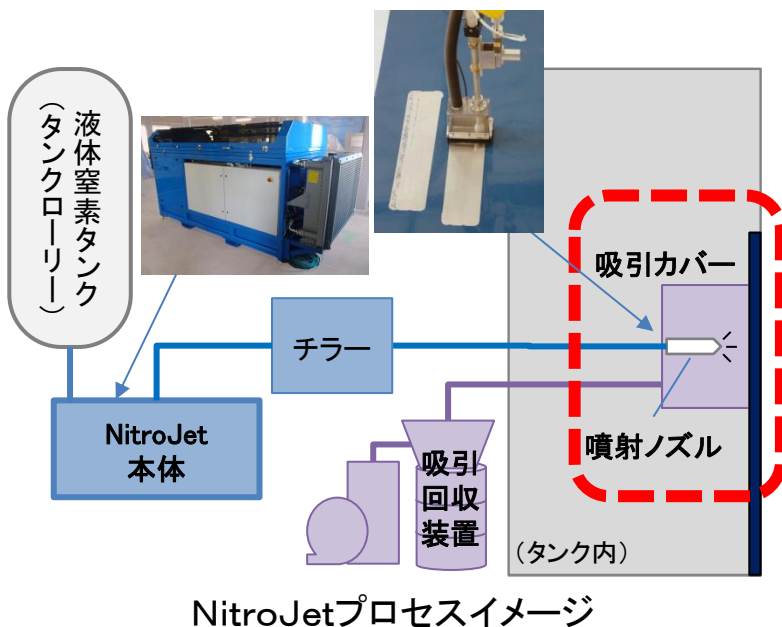 液体窒素タンク
(タンクローリー)
吸引カバー
チラー
NitroJet
本体
噴射ノズル
吸引
回収
装置
(タンク内)
NitroJetプロセスイメージ